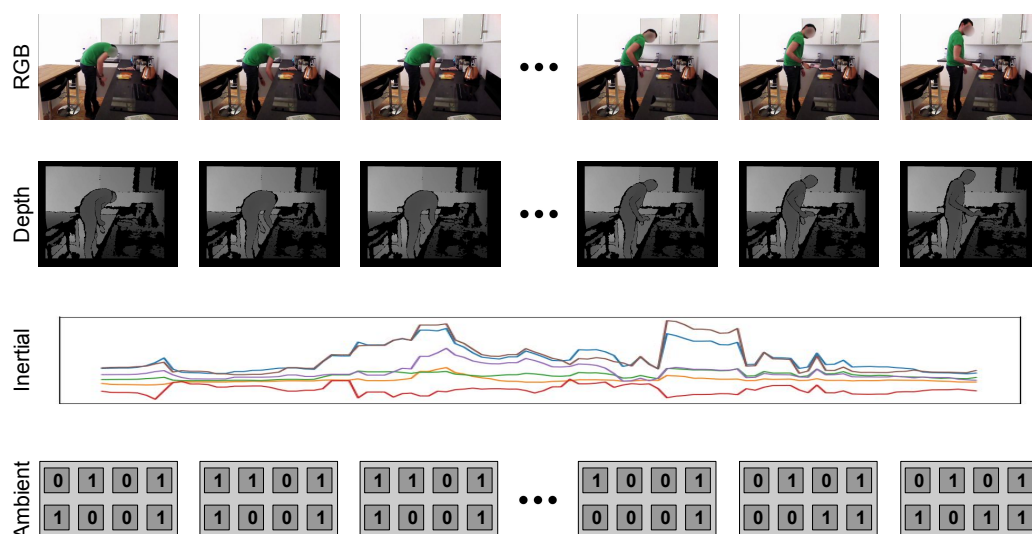 RGB
Depth
Inertial
Ambient
0 1 0 1 1 1 0 1 1 1 0 1 1 0 0 1 0 1 0 1 0 1 0 1
1 0 0 1 1 0 0 1 1 0 0 1 0 0 0 1 0 0 1 1 1 0 1 1